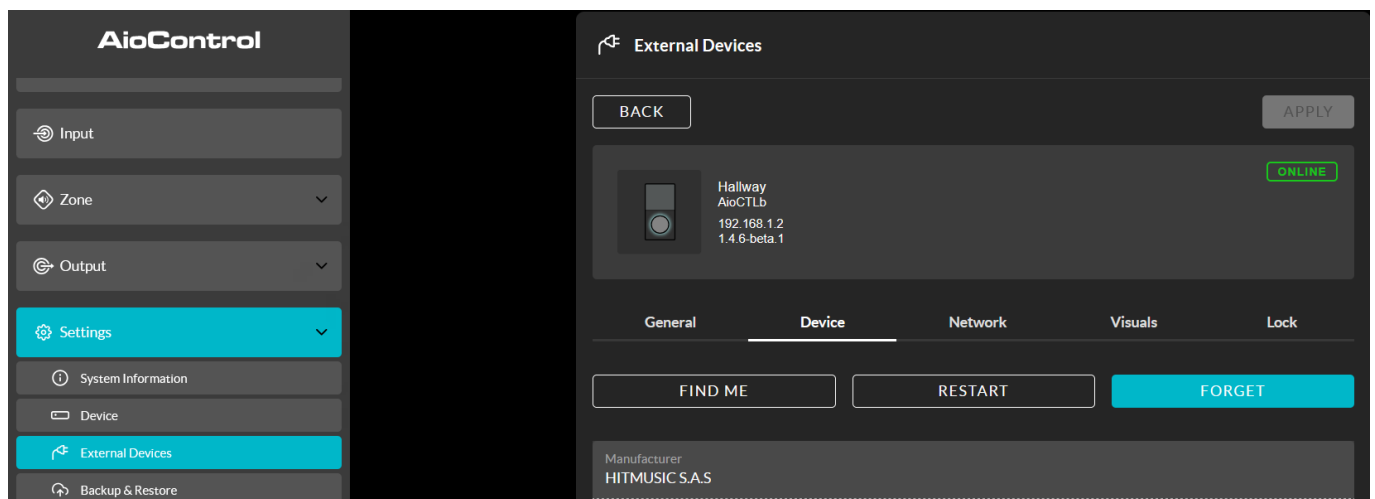 AioControl
Input
Zone
Output
Settings
System Information
Device
External Devices
Backup & Restore
External Devices
BACK
APPLY
Hallway
AioCTLb
192.168.1.2
1.4.6-beta.1
ONLINE
General Device Network Visuals Lock
FIND ME RESTART FORGET
Manufacturer
HITMUSIC S.A.S